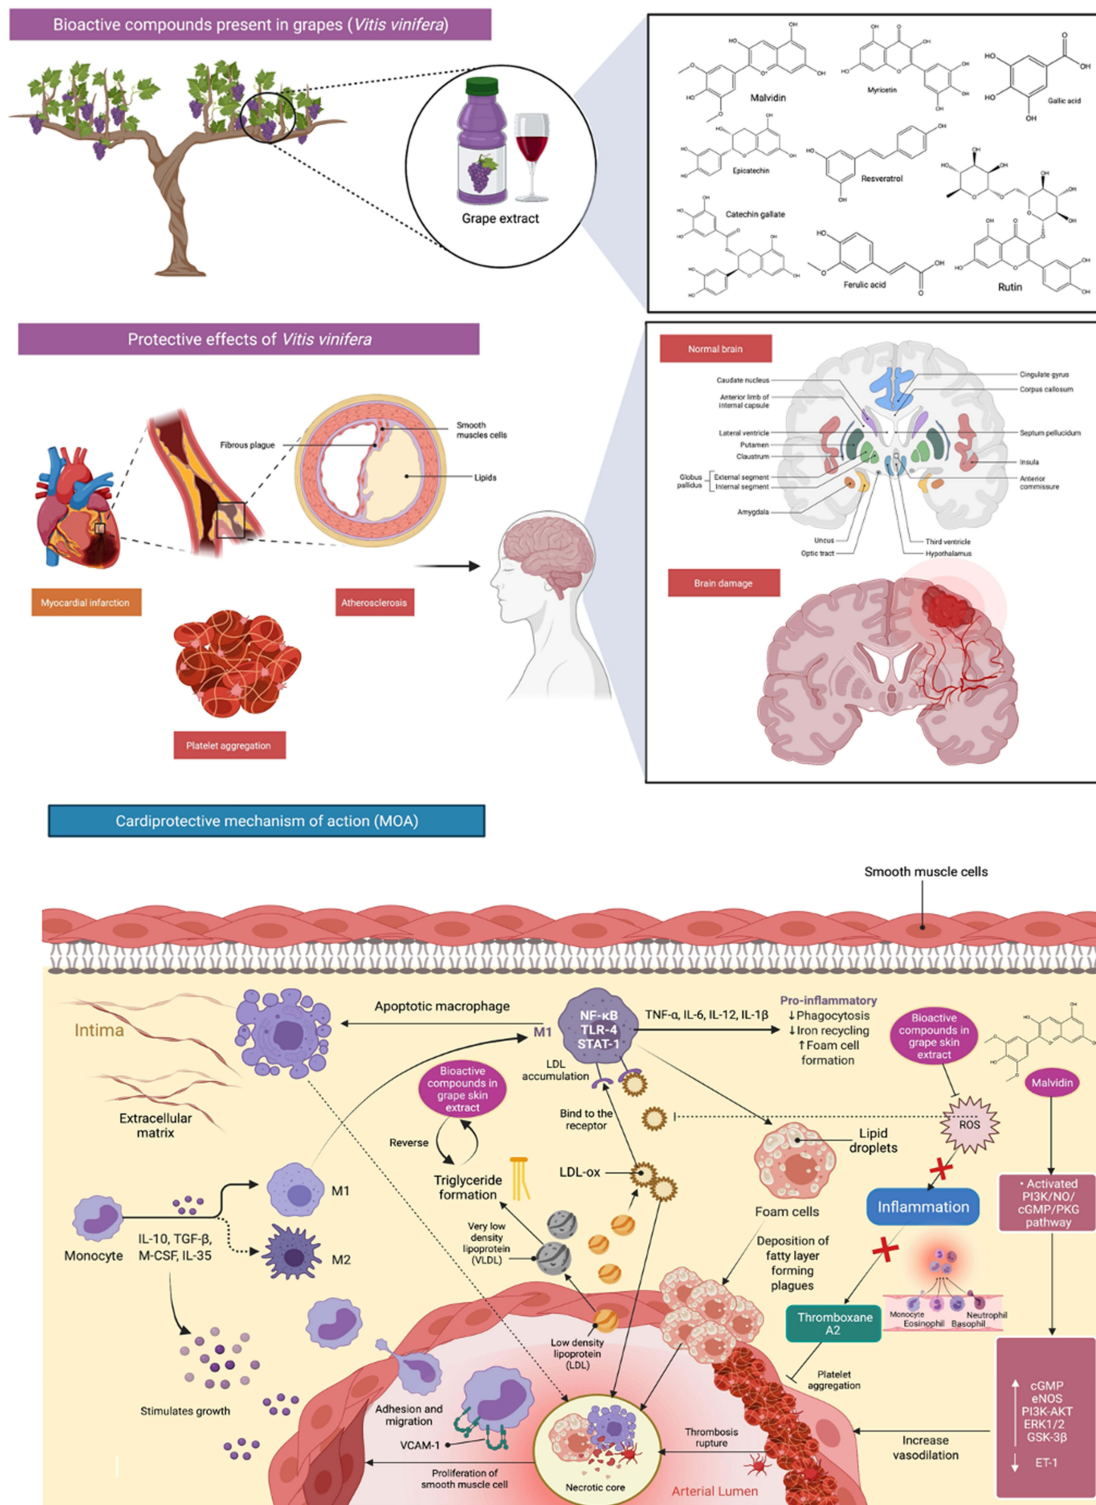 Bioactive compounds present in grapes (Vitis vinifera)
Grape extract
Malvidin
Myricetin
Gallic acid
Epicatechin
Resveratrol
Catechin gallate
Ferulic acid
Rutin
Protective effects of Vitis vinifera
Fibrous plague
Smooth
muscles cells
Lipids
Myocardial infarction
Atherosclerosis
Platelet aggregation
Normal brain
Caudate nucleus
Anterior limb of
internal capsule
Lateral ventricle
Putamen
Claustrum
Globus
pallidus
External segment
Internal segment
Amygdala
Uncus
Optic tract
Cingulate gyrus
Corpus callosum
Septum pellucidum
Insula
Anterior
commissure
Third ventricle
Hypothalamus
Brain damage
Cardiprotective mechanism of action (MOA)
Smooth muscle cells
Intima
Extracellular
matrix
Apoptotic macrophage
M1
NF-κB
TLR-4
STAT-1
TNF-α, IL-6, IL-12, IL-1β
Pro-inflammatory
↓Phagocytosis
↓Iron recycling
↑Foam cell
formation
Bioactive
compounds in
grape skin
extract
Malvidin
ROS
LDL
accumulation
Bioactive
compounds in
grape skin
extract
Bind to the
receptor
Reverse
Triglyceride
formation
LDL-ox
Lipid
droplets
Foam cells
Inflammation
• Activated
PI3K/NO/
cGMP/PKG
pathway
Monocyte
M1
M2
IL-10, TGF-β,
M-CSF, IL-35
Very low
density
lipoprotein
(VLDL)
Deposition of
fatty layer
forming
plagues
Monocyte
Neutrophil
Eosinophil
Basophil
Thromboxane
A2
Low density
lipoprotein
(LDL)
Platelet
aggregation
Stimulates growth
Adhesion and
migration
VCAM-1
Proliferation of
smooth muscle cell
Necrotic core
Thrombosis
rupture
Arterial Lumen
Increase
vasodilation
cGMP
eNOS
PI3K-AKT
ERK1/2
GSK-3β
ET-1